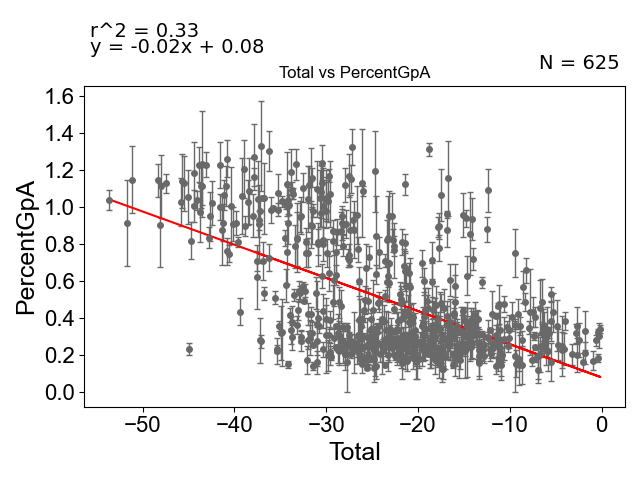 r^2 = 0.33
y = -0.02x + 0.08
N = 625
Total vs PercentGpA
PercentGpA
1.6
1.4
1.2
1.0
0.8
0.6
0.4
0.2
0.0
−50 −40 −30 −20 −10 0
Total